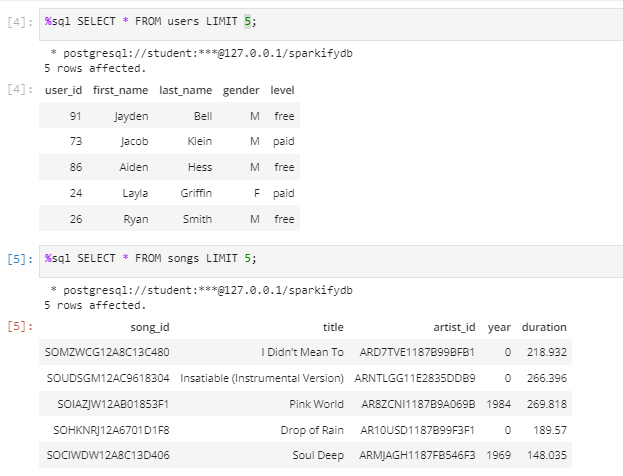 [4]: %sql SELECT * FROM users LIMIT 5;
* postgresql://student:***@127.0.0.1/sparkifydb
5 rows affected.
[4]: user_id first_name last_name gender level
91 Jayden Bell M free
73 Jacob Klein M paid
86 Aiden Hess M free
24 Layla Griffin F paid
26 Ryan Smith M free
[5]: %sql SELECT * FROM songs LIMIT 5;
* postgresql://student:***@127.0.0.1/sparkifydb
5 rows affected.
[5]: song_id title artist_id year duration
SOMZWCG12A8C13C480 I Didn't Mean To ARD7TVE1187B99BFB1 0 218.932
SOUDSGM12AC9618304 Insatiable (Instrumental Version) ARNTLGG11E2835DDB9 0 266.396
SOIAZJW12AB01853F1 Pink World AR8ZCNI1187B9A069B 1984 269.818
SOHKNRJ12A6701D1F8 Drop of Rain AR10USD1187B99F3F1 0 189.57
SOCIWDW12A8C13D406 Soul Deep ARMJAGH1187FB546F3 1969 148.035